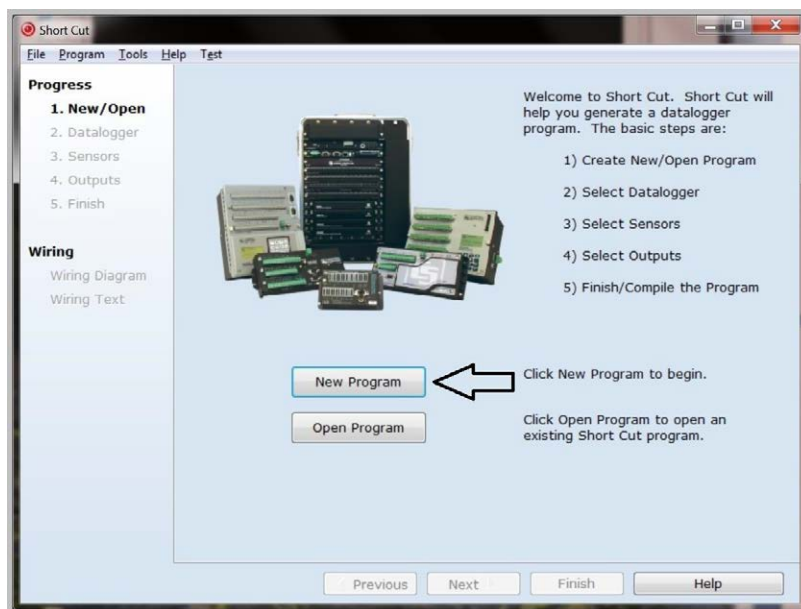 Short Cut
File Program Tools Help Test
Progress
1. New/Open
2. Datalogger
3. Sensors
4. Outputs
5. Finish
Wiring
Wiring Diagram
Wiring Text
Welcome to Short Cut. Short Cut will
help you generate a datalogger
program. The basic steps are:
1) Create New/Open Program
2) Select Datalogger
3) Select Sensors
4) Select Outputs
5) Finish/Compile the Program
New Program
Click New Program to begin.
Open Program
Click Open Program to open an
existing Short Cut program.
Previous Next Finish Help